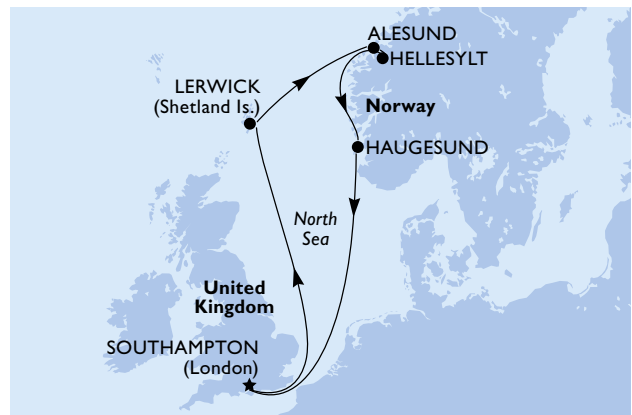 ALESUND
HELLESYLT
LERWICK
(Shetland Is.)
Norway
HAUGESUND
North
Sea
United
Kingdom
SOUTHAMPTON
(London)